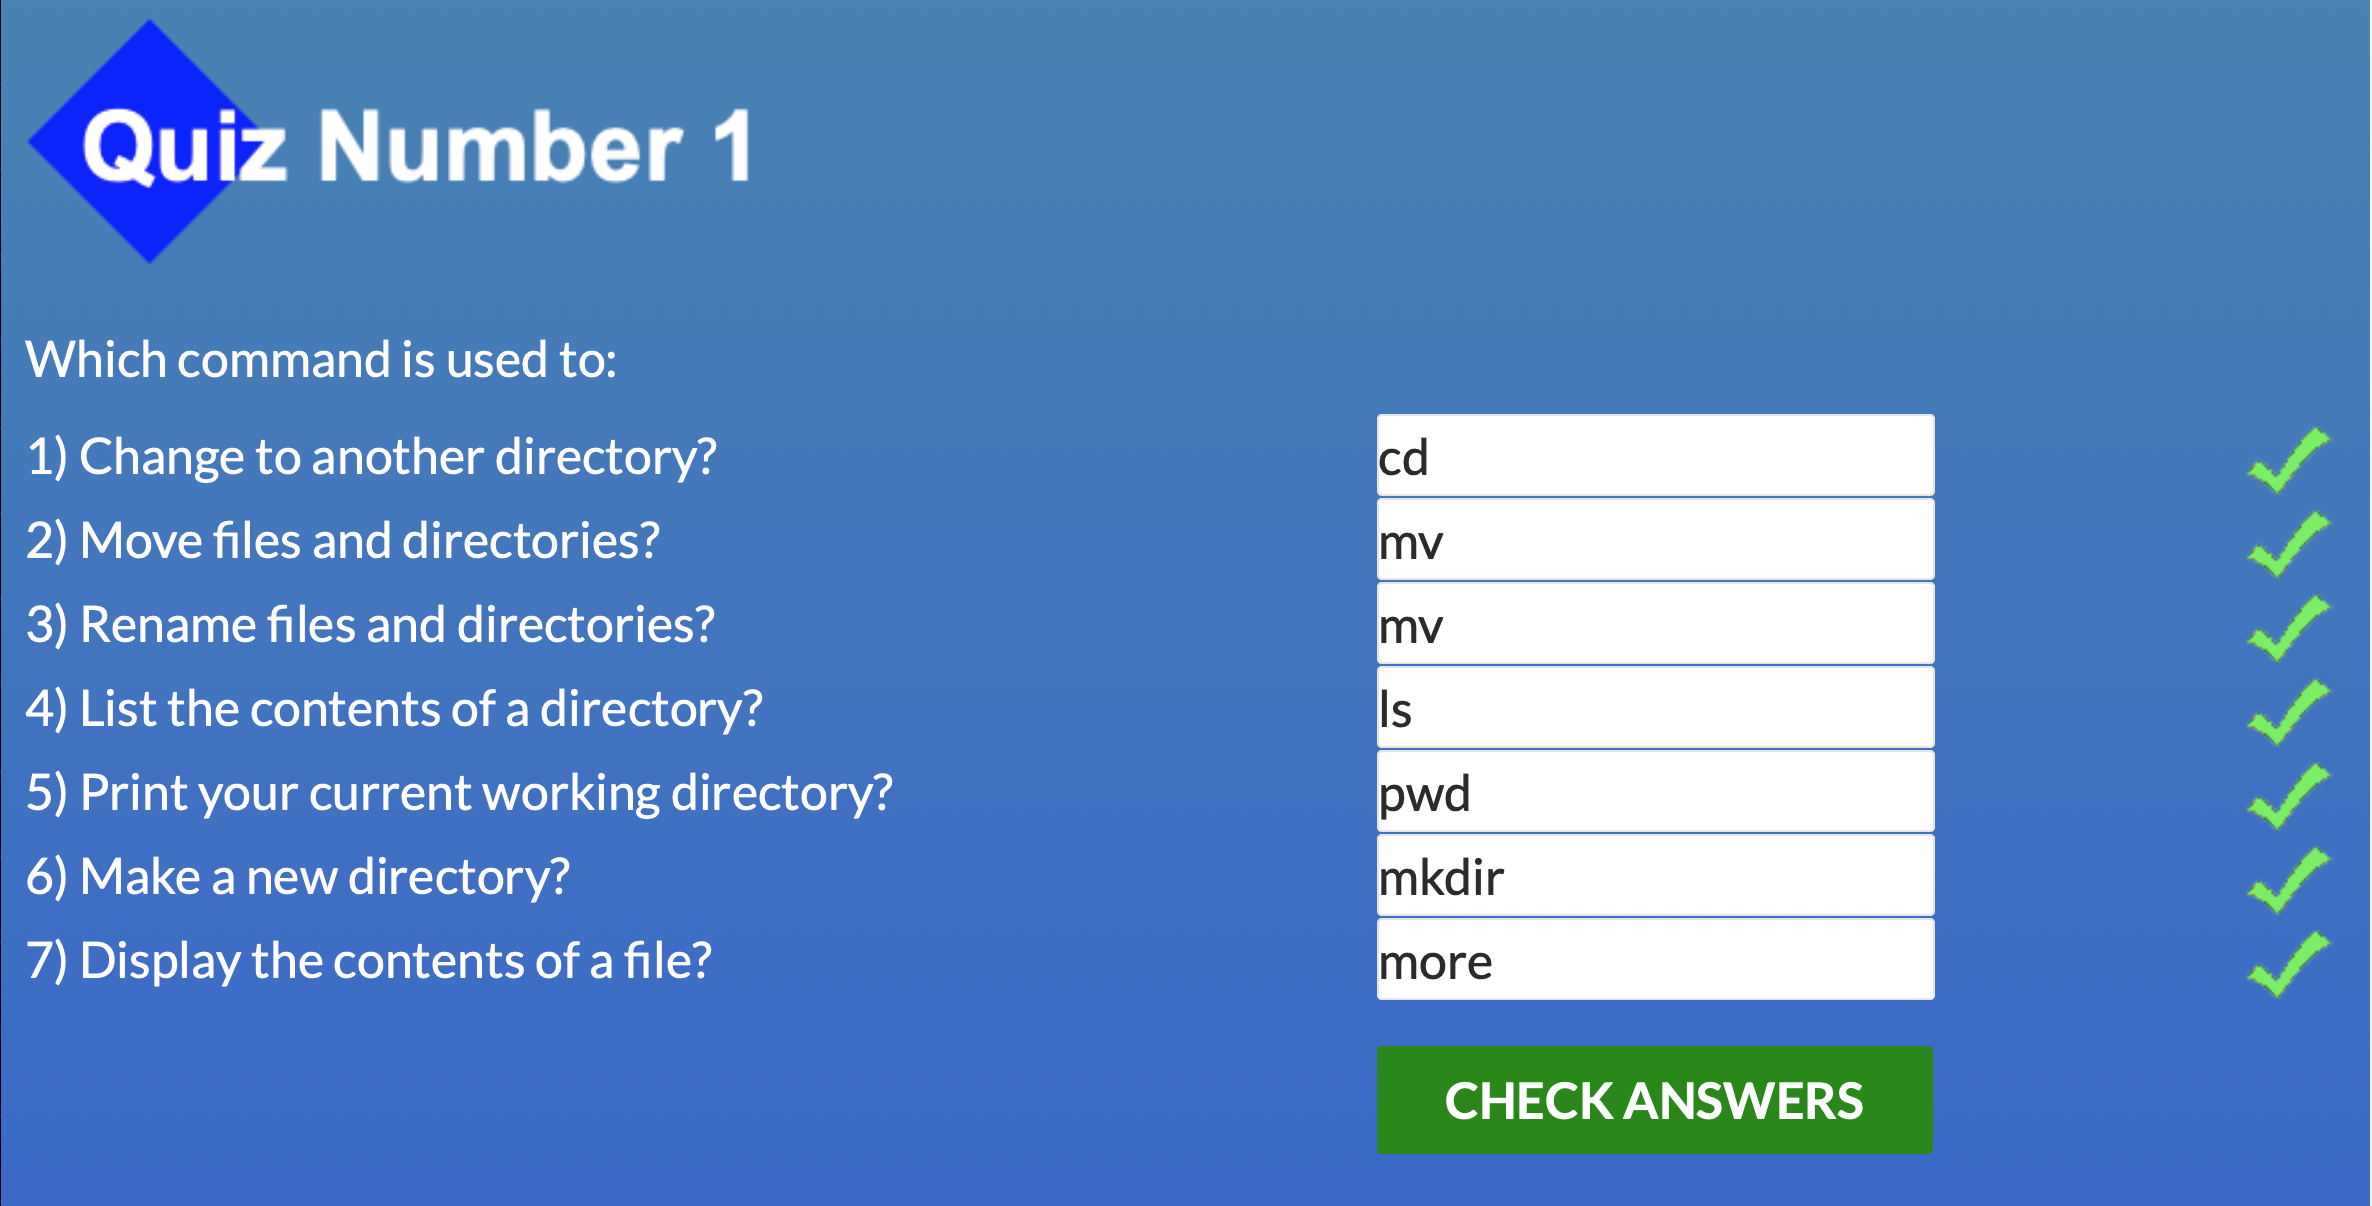 Quiz Number 1
Which command is used to:
1) Change to another directory? cd
2) Move files and directories? mv
3) Rename files and directories? mv
4) List the contents of a directory? ls
5) Print your current working directory? pwd
6) Make a new directory? mkdir
7) Display the contents of a file? more
CHECK ANSWERS